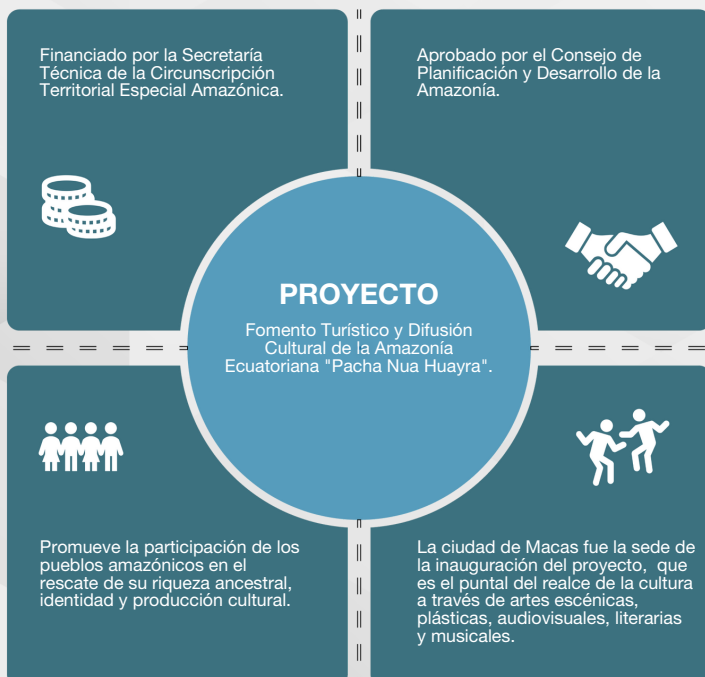 Financiado por la Secretaría
Técnica de la Circunscripción
Territorial Especial Amazónica.
Aprobado por el Consejo de
Planificación y Desarrollo de la
Amazonía.
PROYECTO
Fomento Turístico y Difusión
Cultural de la Amazonía
Ecuatoriana "Pacha Nua Huayra".
Promueve la participación de los
pueblos amazónicos en el
rescate de su riqueza ancestral,
identidad y producción cultural.
La ciudad de Macas fue la sede de
la inauguración del proyecto, que
es el puntal del realce de la cultura
a través de artes escénicas,
plásticas, audiovisuales, literarias
y musicales.